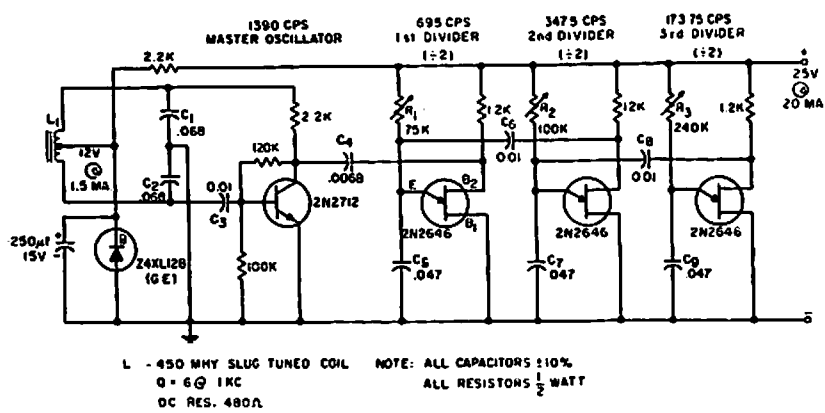 1390 CPS
MASTER OSCILLATOR
695 CPS
1st DIVIDER
(÷2)
347.5 CPS
2nd DIVIDER
(÷2)
173.75 CPS
3rd DIVIDER
(÷2)
2.2K
+
25V
@
20 MA
L1
C1
.068
2.2K
R1
75K
1.2K
R2
100K
1.2K
R3
240K
1.2K
C6
0.01
C8
0.01
12V
@
1.5 MA
120K
C4
.0068
C2
.068
0.01
C3
2N2712
E
B2
B1
2N2646
2N2646
2N2646
250µf
15V
+
-
Z4XL12B
(GE)
100K
C5
.047
C7
.047
C9
.047
-
L - 450 MHY SLUG TUNED COIL
Q = 6 @ 1KC
DC RES. 480Ω
NOTE: ALL CAPACITORS ±10%
ALL RESISTORS 1/2 WATT